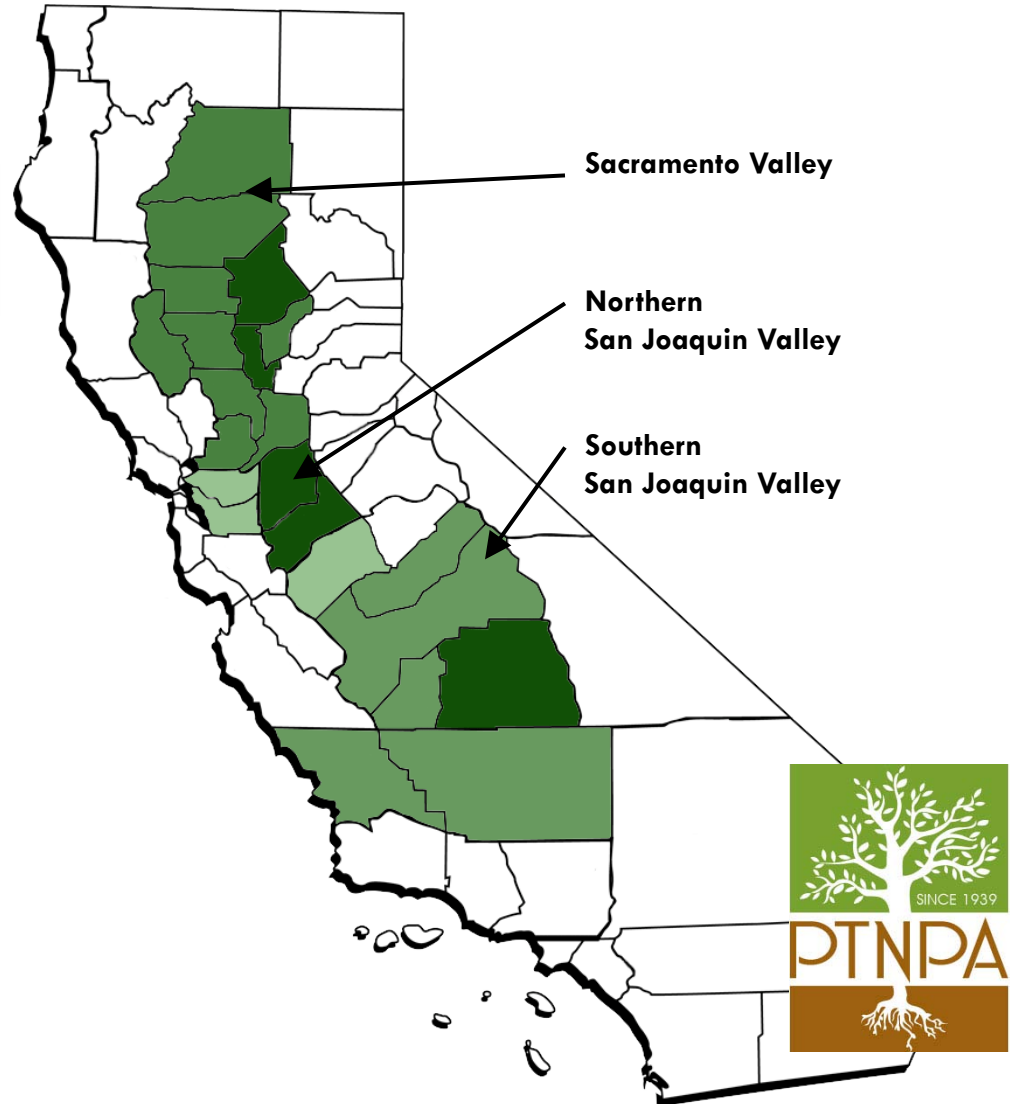 Sacramento Valley
Northern
San Joaquin Valley
Southern
San Joaquin Valley
SINCE 1939
PTNPA